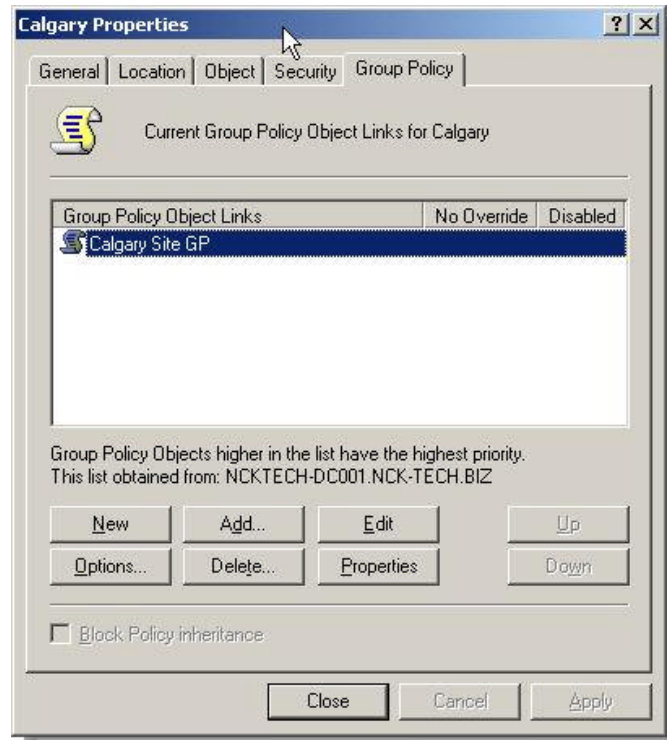 Calgary Properties
General Location Object Security Group Policy
Current Group Policy Object Links for Calgary
Group Policy Object Links No Override Disabled
Calgary Site GP
Group Policy Objects higher in the list have the highest priority.
This list obtained from: NCKTECH-DC001.NCK-TECH.BIZ
New Add... Edit Up
Options... Delete... Properties Down
Block Policy inheritance
Close Cancel Apply